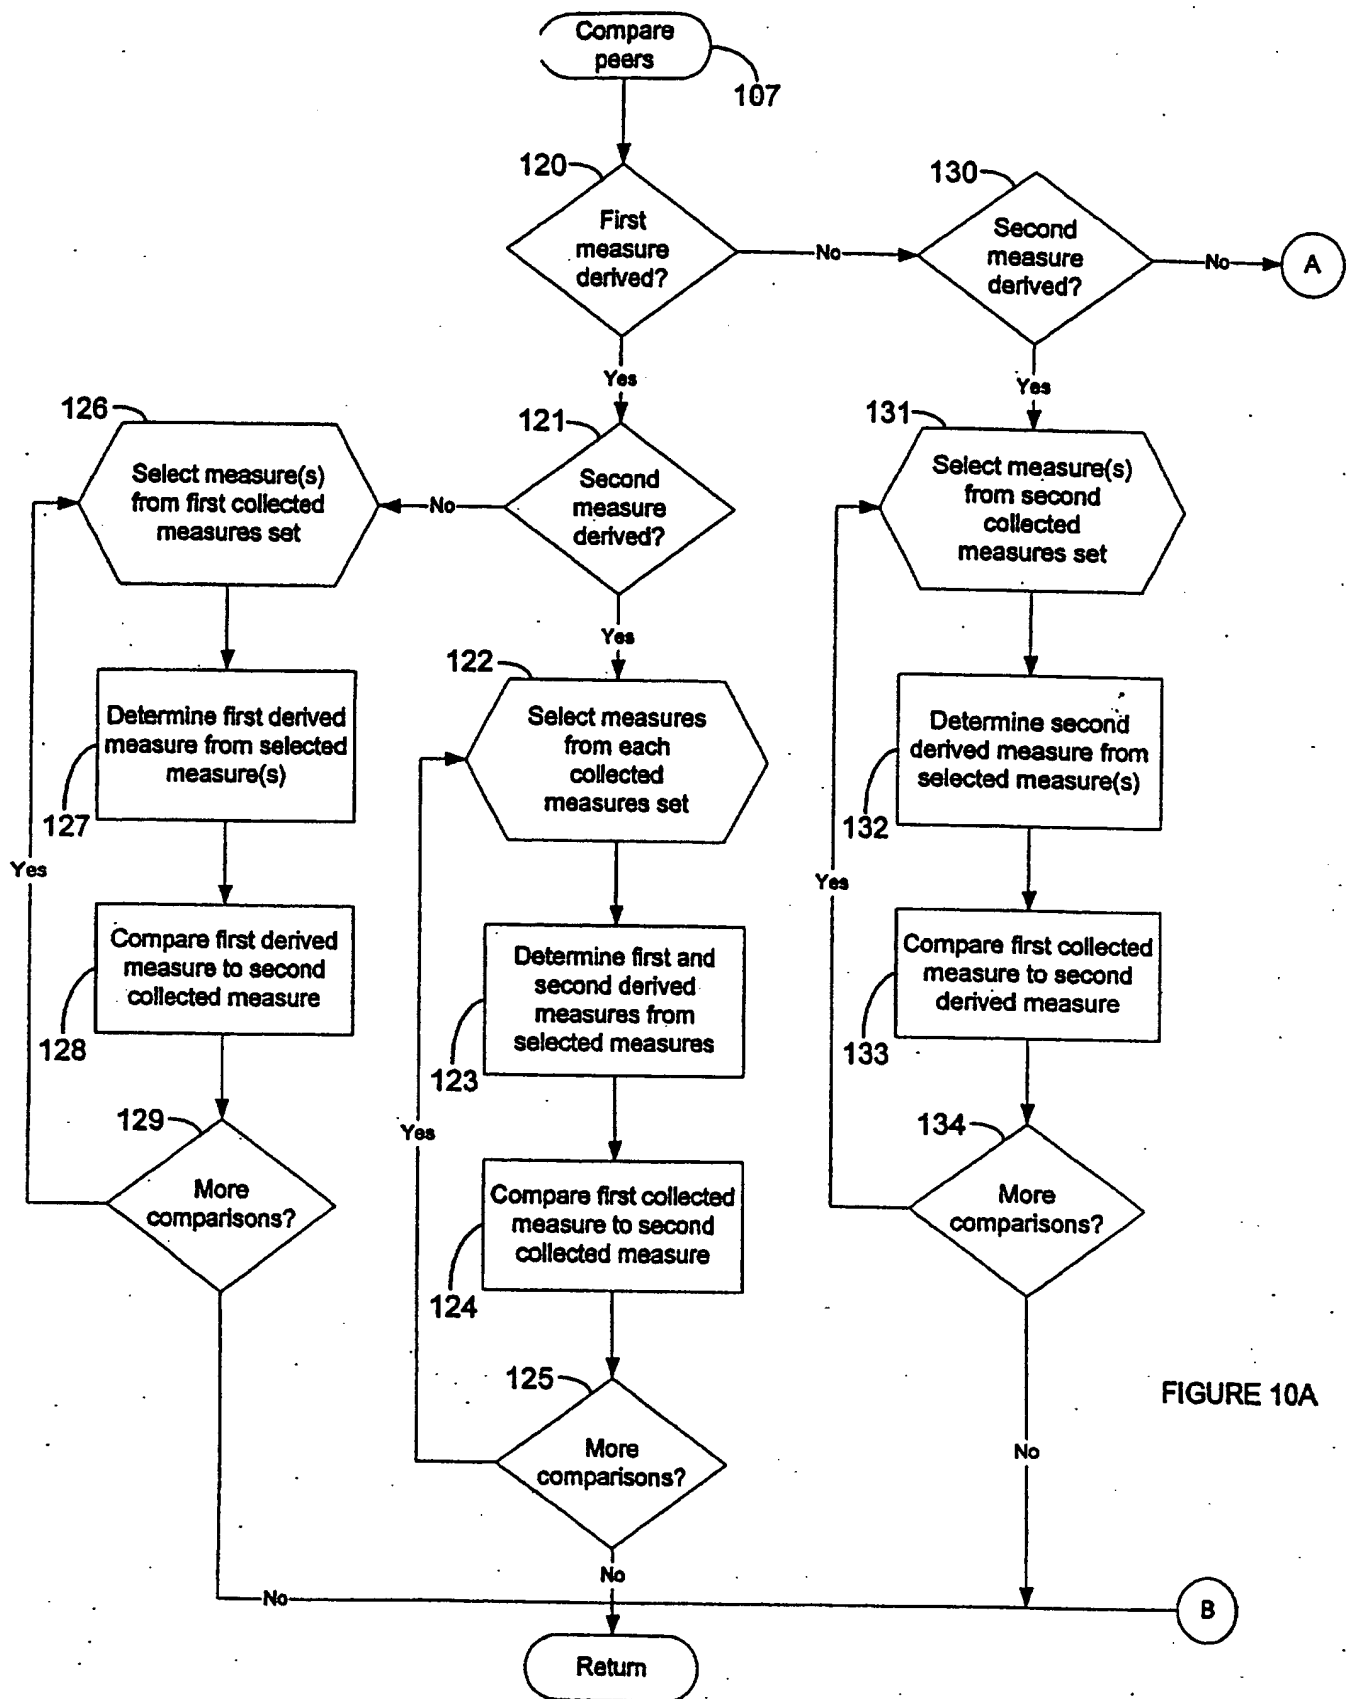 Compare
peers
107
120
First
measure
derived?
No
130
Second
measure
derived?
No
A
Yes
Yes
126
Select measure(s)
from first collected
measures set
No
121
Second
measure
derived?
131
Select measure(s)
from second
collected
measures set
Yes
122
Select measures
from each
collected
measures set
Determine first derived
measure from selected
measure(s)
127
Determine second
derived measure from
selected measure(s)
132
Yes
Yes
Compare first derived
measure to second
collected measure
128
Determine first and
second derived
measures from
selected measures
123
Compare first collected
measure to second
derived measure
133
129
More
comparisons?
Yes
Compare first collected
measure to second
collected measure
124
134
More
comparisons?
125
More
comparisons?
FIGURE 10A
No
No
No
B
Return